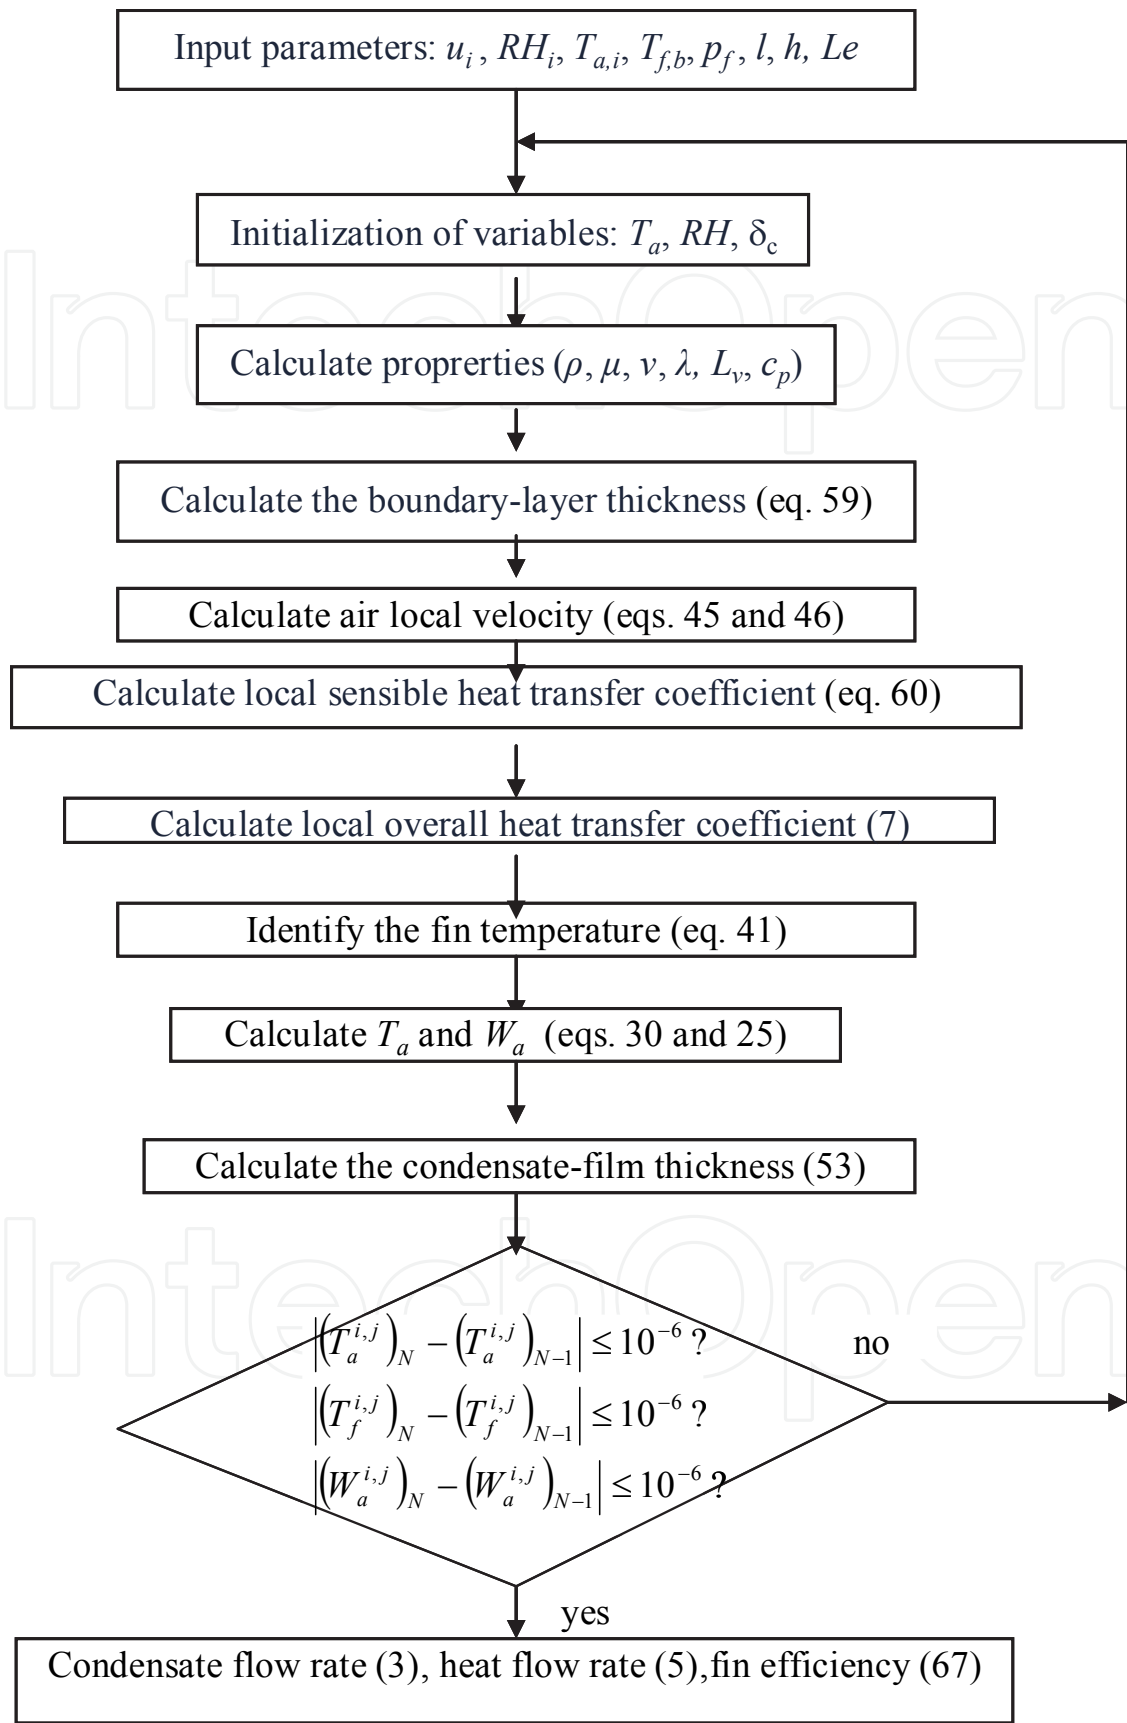 Input parameters: u_i, RH_i, T_{a,i}, T_{f,b}, p_f, l, h, Le
Initialization of variables: T_a, RH, δ_c
IntechOpen
Calculate proprerties (ρ, μ, ν, λ, L_v, c_p)
Calculate the boundary-layer thickness (eq. 59)
Calculate air local velocity (eqs. 45 and 46)
Calculate local sensible heat transfer coefficient (eq. 60)
Calculate local overall heat transfer coefficient (7)
Identify the fin temperature (eq. 41)
Calculate T_a and W_a (eqs. 30 and 25)
Calculate the condensate-film thickness (53)
IntechOpen
|(T_a^{i,j})_N − (T_a^{i,j})_{N−1}| ≤ 10^{−6} ?
no
|(T_f^{i,j})_N − (T_f^{i,j})_{N−1}| ≤ 10^{−6} ?
|(W_a^{i,j})_N − (W_a^{i,j})_{N−1}| ≤ 10^{−6} ?
yes
Condensate flow rate (3), heat flow rate (5),fin efficiency (67)